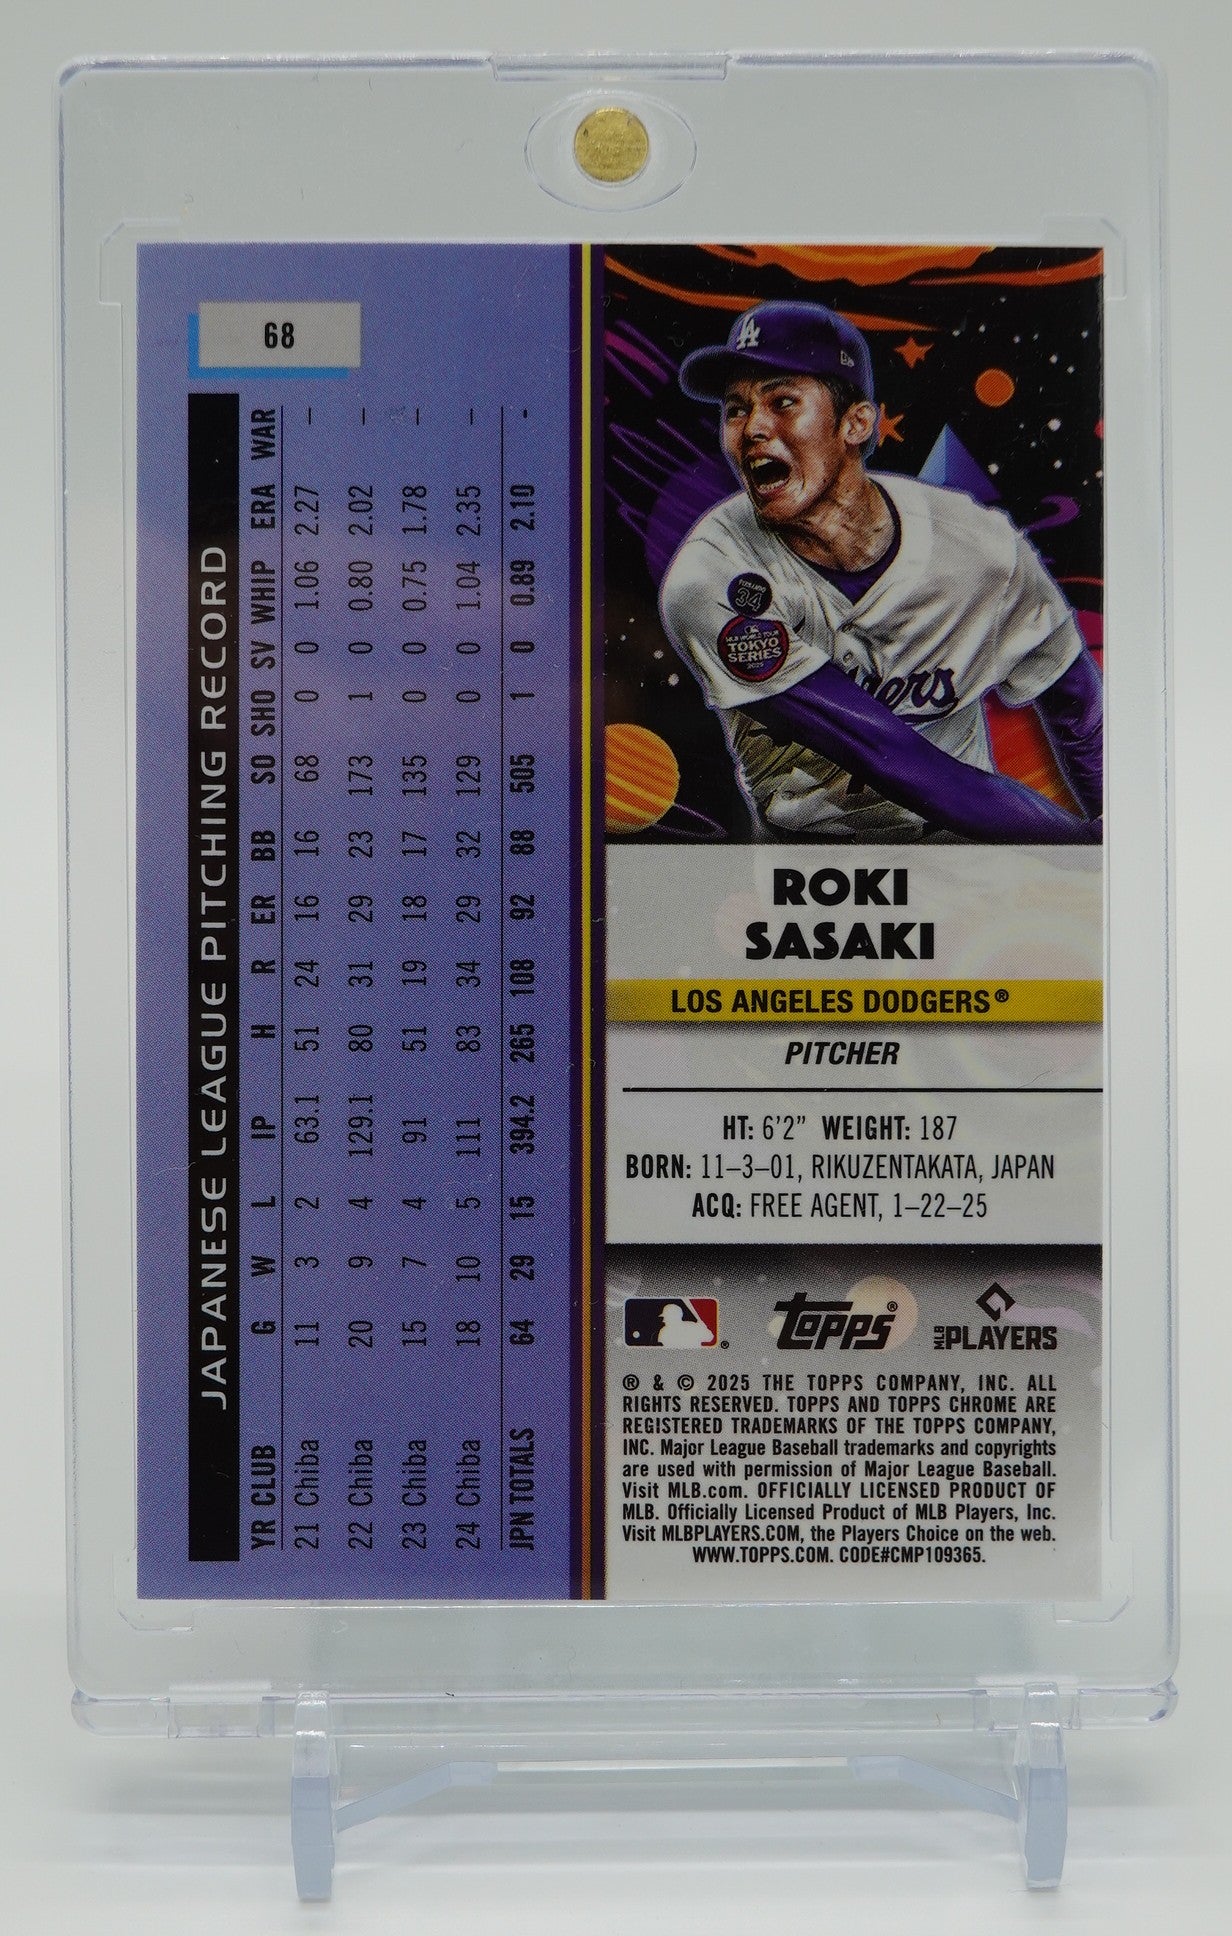 68
JAPANESE LEAGUE PITCHING RECORD
YR CLUB G W L IP H R ER BB SO SHO SV WHIP ERA WAR
21 Chiba 11 3 2 63.1 51 24 16 16 68 0 0 1.06 2.27 –
22 Chiba 20 9 4 129.1 80 31 29 23 173 1 0 0.80 2.02 –
23 Chiba 15 7 4 91 51 19 18 17 135 0 0 0.75 1.78 –
24 Chiba 18 10 5 111 83 34 29 32 129 0 0 1.04 2.35 –
JPN TOTALS 64 29 15 394.2 265 108 92 88 505 1 0 0.89 2.10 -
LA
34
MLB WORLD TOUR
TOKYO
SERIES
2025
gers
ROKI
SASAKI
LOS ANGELES DODGERS®
PITCHER
HT: 6'2" WEIGHT: 187
BORN: 11–3–01, RIKUZENTAKATA, JAPAN
ACQ: FREE AGENT, 1–22–25
® Topps® MLB PLAYERS
® & © 2025 THE TOPPS COMPANY, INC. ALL
RIGHTS RESERVED. TOPPS AND TOPPS CHROME ARE
REGISTERED TRADEMARKS OF THE TOPPS COMPANY,
INC. Major League Baseball trademarks and copyrights
are used with permission of Major League Baseball.
Visit MLB.com. OFFICIALLY LICENSED PRODUCT OF
MLB. Officially Licensed Product of MLB Players, Inc.
Visit MLBPLAYERS.COM, the Players Choice on the web.
WWW.TOPPS.COM. CODE#CMP109365.